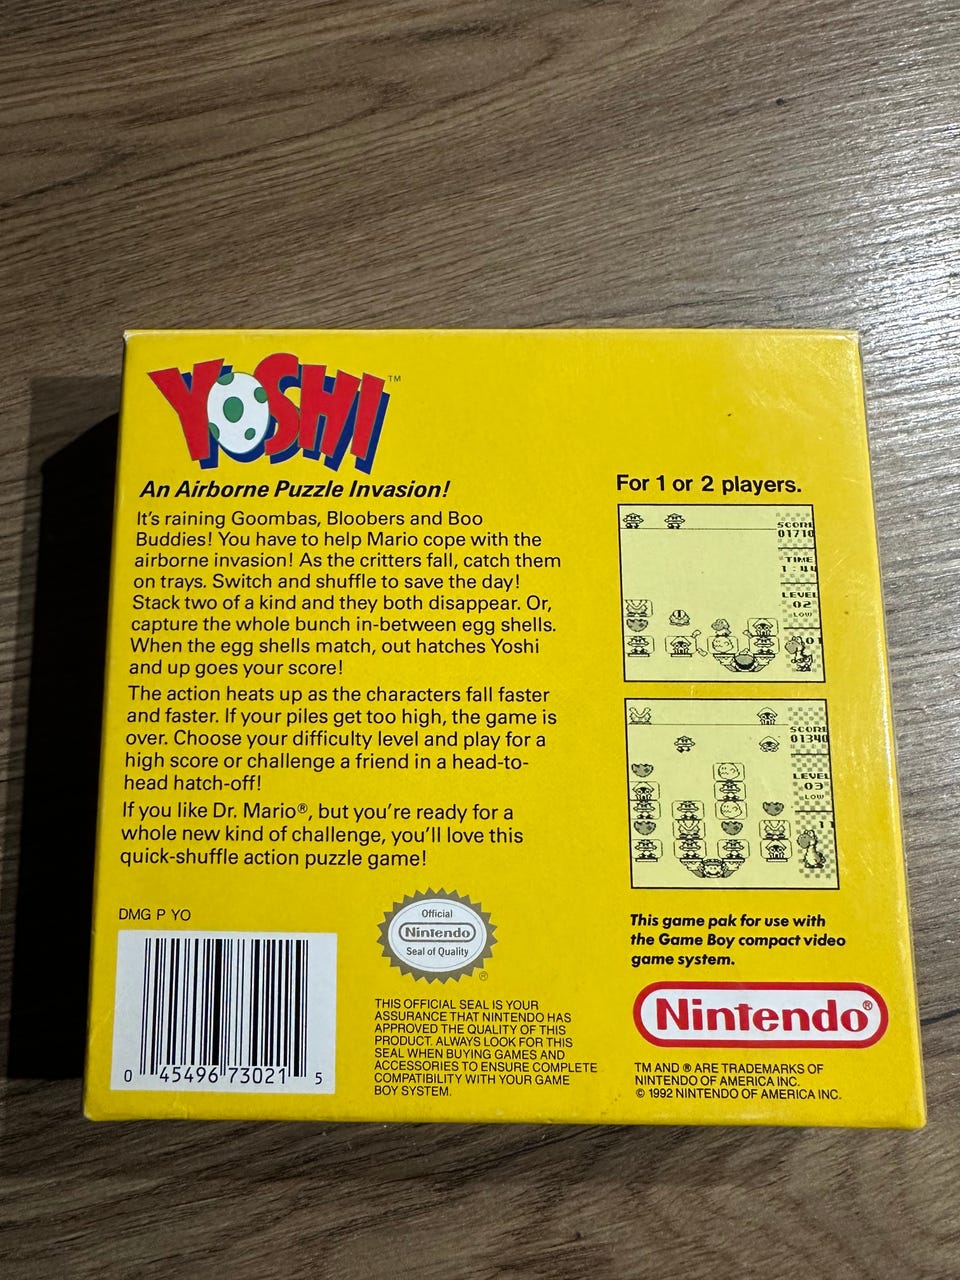 YOSHI™
An Airborne Puzzle Invasion!
It's raining Goombas, Bloobers and Boo
Buddies! You have to help Mario cope with the
airborne invasion! As the critters fall, catch them
on trays. Switch and shuffle to save the day!
Stack two of a kind and they both disappear. Or,
capture the whole bunch in-between egg shells.
When the egg shells match, out hatches Yoshi
and up goes your score!
The action heats up as the characters fall faster
and faster. If your piles get too high, the game is
over. Choose your difficulty level and play for a
high score or challenge a friend in a head-to-
head hatch-off!
If you like Dr. Mario®, but you're ready for a
whole new kind of challenge, you'll love this
quick-shuffle action puzzle game!
For 1 or 2 players.
SCORE
01710
TIME
1:44
LEVEL
02
LOW
01
SCORE
01340
LEVEL
03
LOW
11
DMG P YO
0 45496 73021 5
Official
Nintendo
Seal of Quality
®
THIS OFFICIAL SEAL IS YOUR
ASSURANCE THAT NINTENDO HAS
APPROVED THE QUALITY OF THIS
PRODUCT. ALWAYS LOOK FOR THIS
SEAL WHEN BUYING GAMES AND
ACCESSORIES TO ENSURE COMPLETE
COMPATIBILITY WITH YOUR GAME
BOY SYSTEM.
This game pak for use with
the Game Boy compact video
game system.
Nintendo®
TM AND ® ARE TRADEMARKS OF
NINTENDO OF AMERICA INC.
© 1992 NINTENDO OF AMERICA INC.